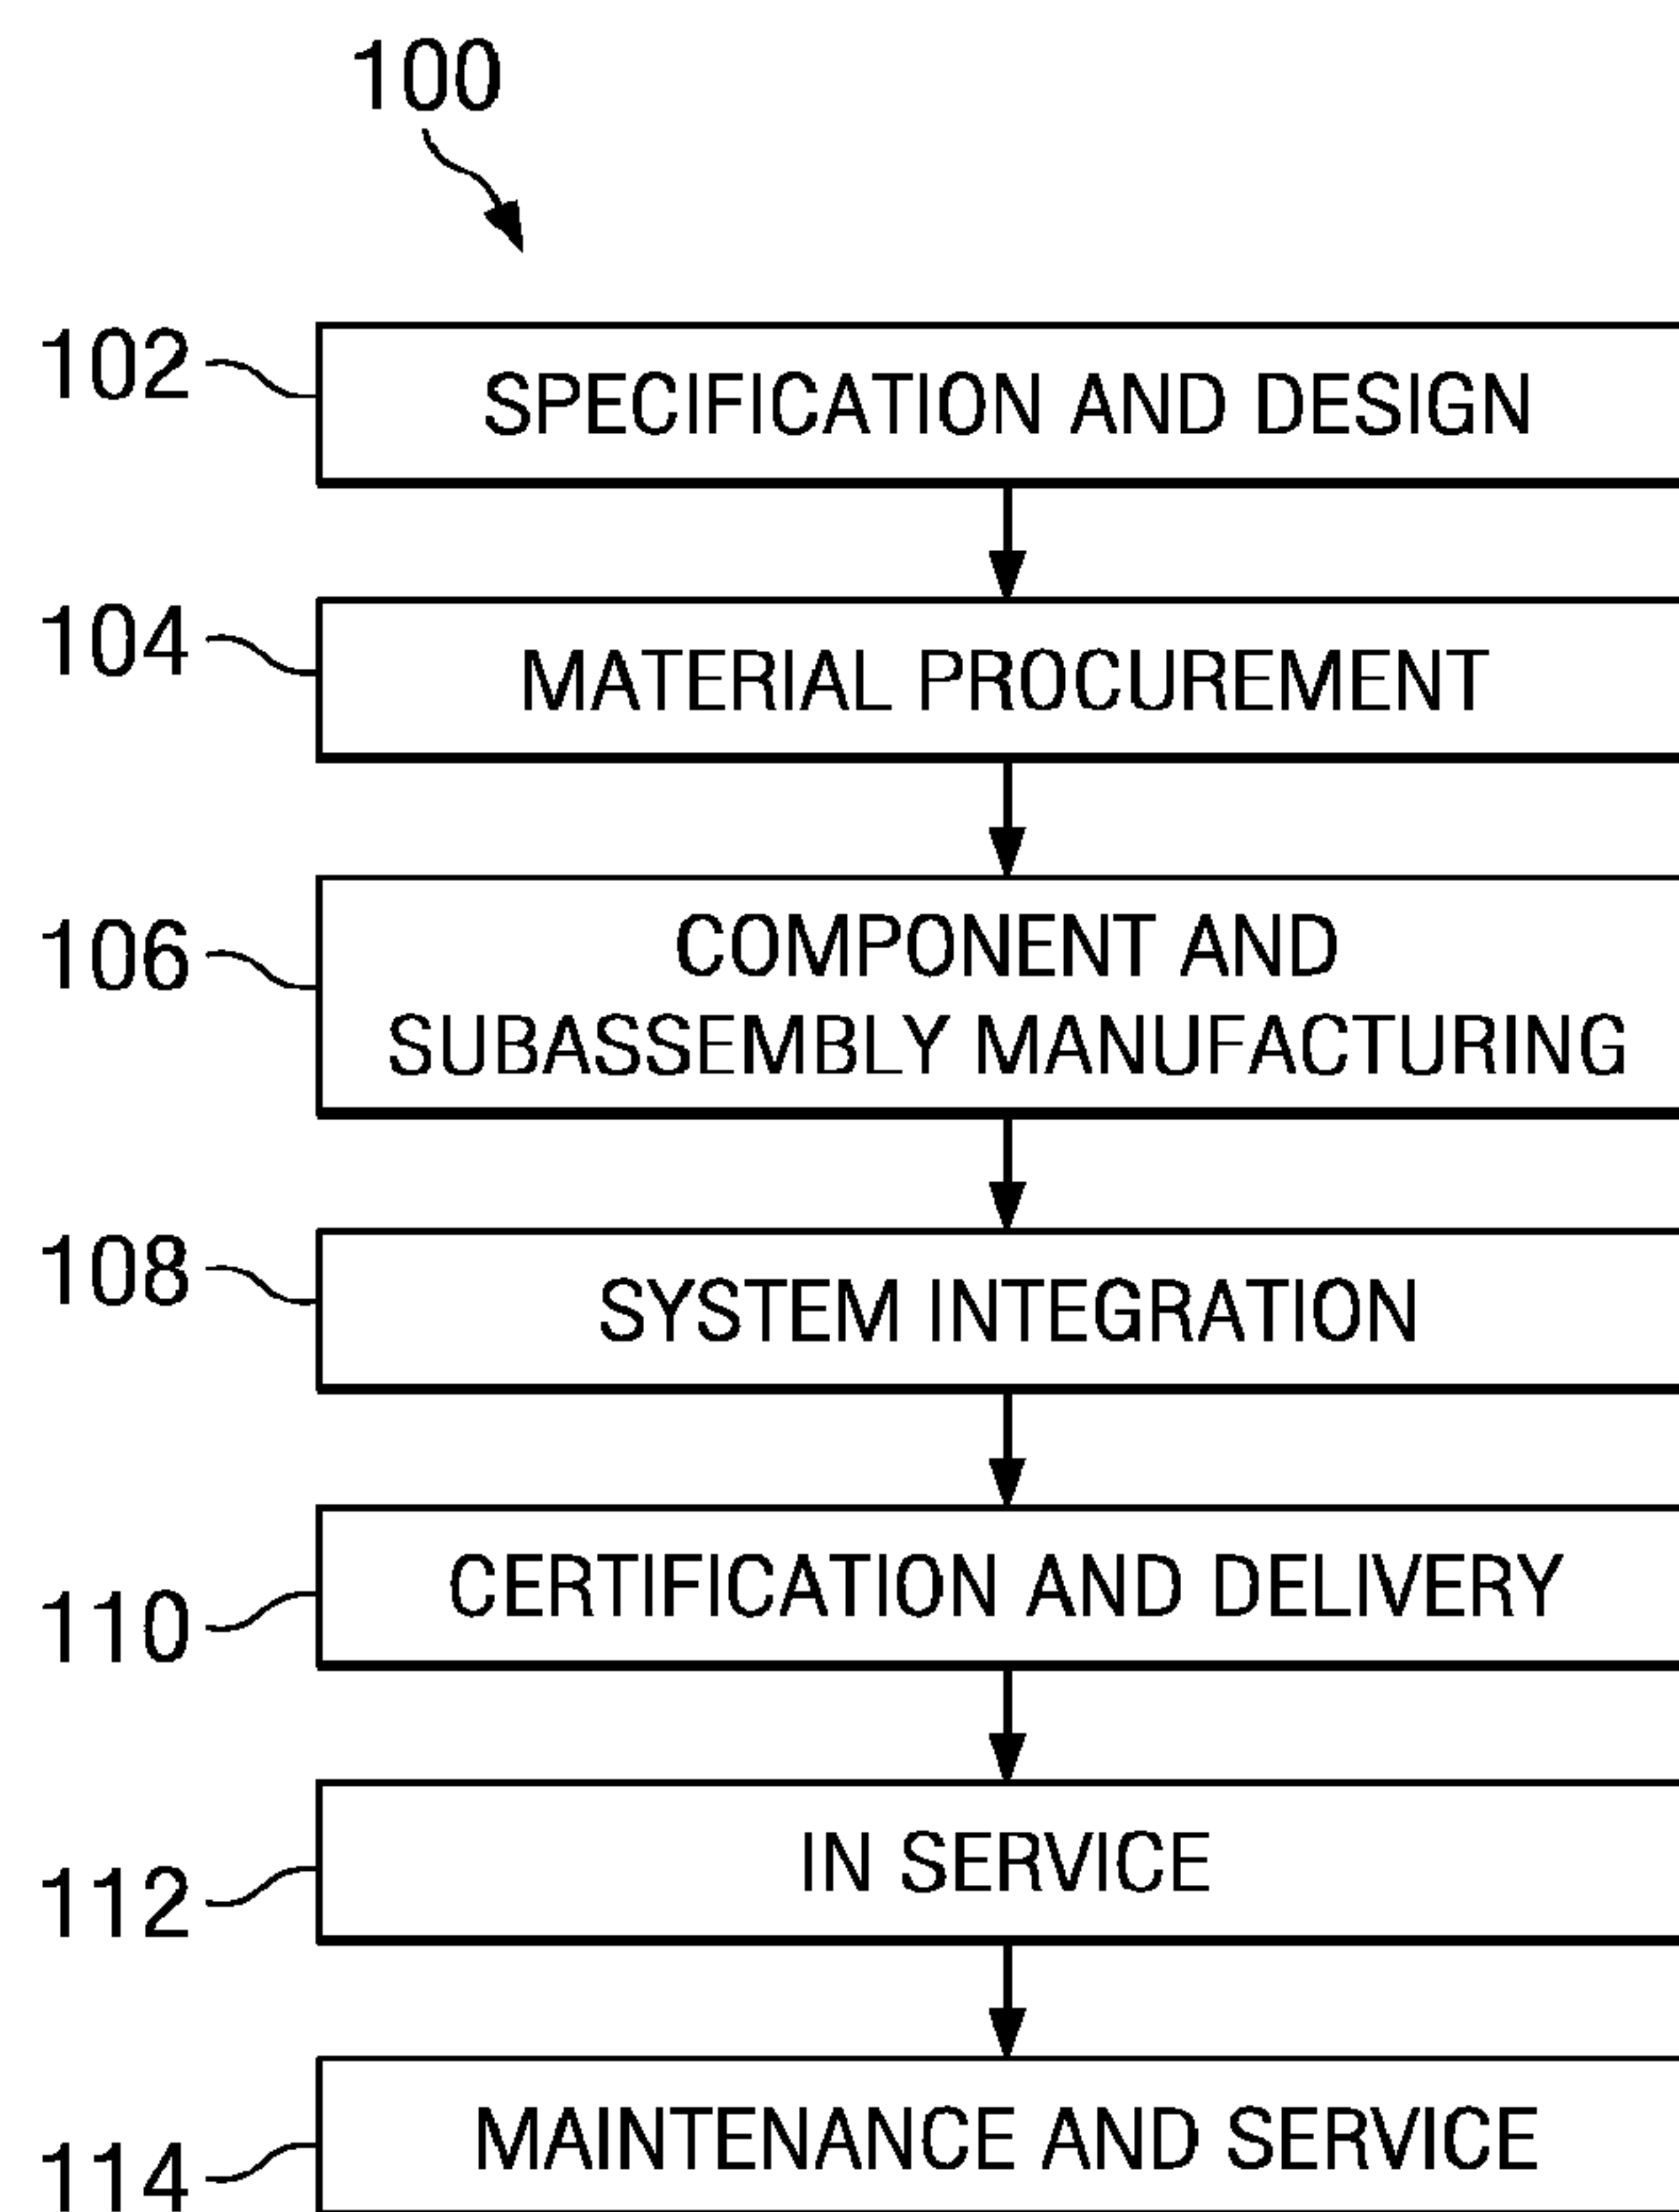 100
102
SPECIFICATION AND DESIGN
104
MATERIAL PROCUREMENT
106
COMPONENT AND
SUBASSEMBLY MANUFACTURING
108
SYSTEM INTEGRATION
110
CERTIFICATION AND DELIVERY
112
IN SERVICE
114
MAINTENANCE AND SERVICE